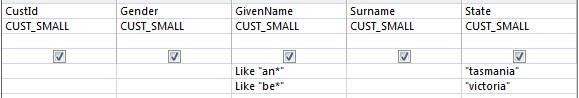 CustId Gender GivenName Surname State
CUST_SMALL CUST_SMALL CUST_SMALL CUST_SMALL CUST_SMALL
Like "an*" "tasmania"
Like "be*" "victoria"